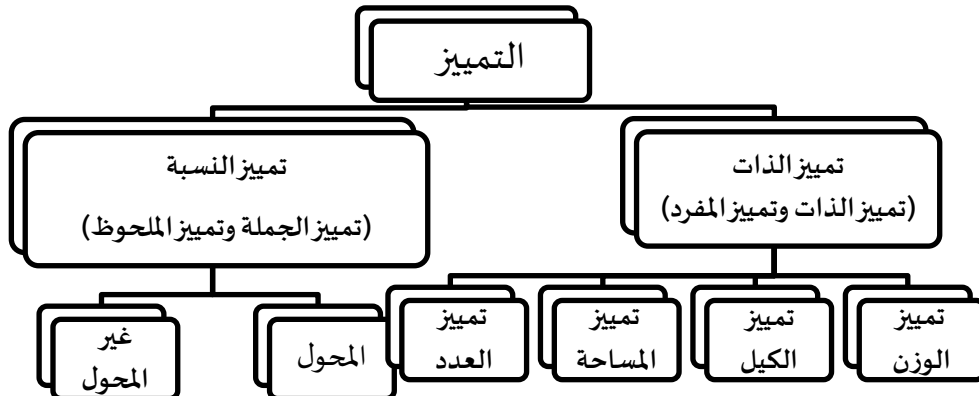 التمييز
تمييز الذات
(تمييز الذات وتمييز المفرد)
تمييز النسبة
(تمييز الجملة وتمييز الملحوظ)
تمييز
الوزن
تمييز
الكيل
تمييز
المساحة
تمييز
العدد
المحول
غير
المحول